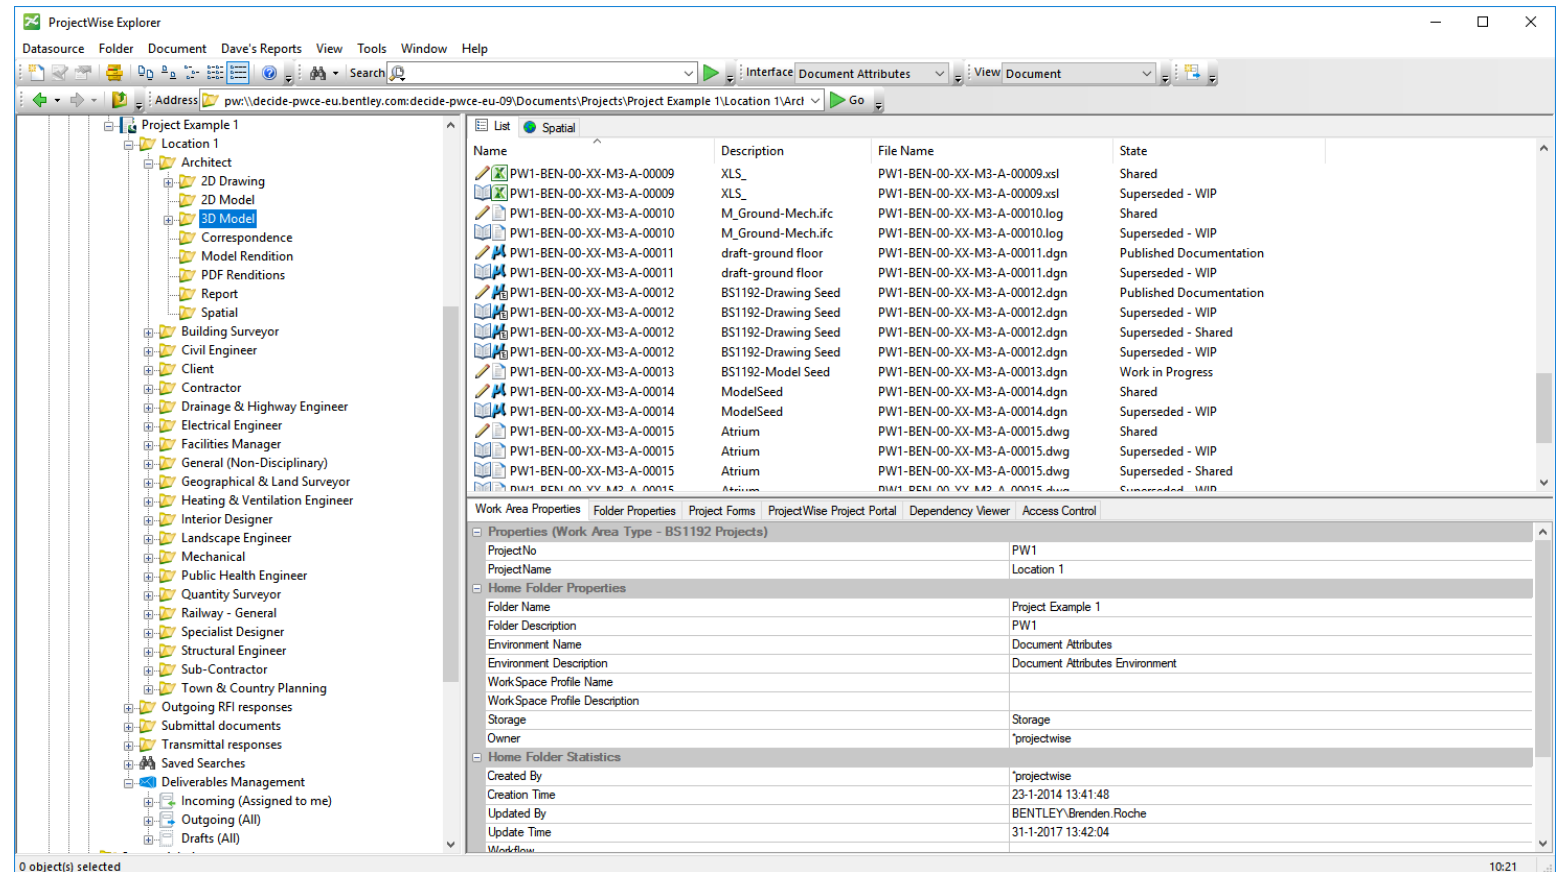 ProjectWise Explorer
Datasource Folder Document Dave's Reports View Tools Window Help
Search Interface Document Attributes View Document
Address pw:\\decide-pwce-eu.bentley.com:decide-pwce-eu-09\Documents\Projects\Project Example 1\Location 1\Arch Go
Project Example 1
Location 1
Architect
2D Drawing
2D Model
3D Model
Correspondence
Model Rendition
PDF Renditions
Report
Spatial
Building Surveyor
Civil Engineer
Client
Contractor
Drainage & Highway Engineer
Electrical Engineer
Facilities Manager
General (Non-Disciplinary)
Geographical & Land Surveyor
Heating & Ventilation Engineer
Interior Designer
Landscape Engineer
Mechanical
Public Health Engineer
Quantity Surveyor
Railway - General
Specialist Designer
Structural Engineer
Sub-Contractor
Town & Country Planning
Outgoing RFI responses
Submittal documents
Transmittal responses
Saved Searches
Deliverables Management
Incoming (Assigned to me)
Outgoing (All)
Drafts (All)
List Spatial
Name Description File Name State
PW1-BEN-00-XX-M3-A-00009 XLS_ PW1-BEN-00-XX-M3-A-00009.xsl Shared
PW1-BEN-00-XX-M3-A-00009 XLS_ PW1-BEN-00-XX-M3-A-00009.xsl Superseded - WIP
PW1-BEN-00-XX-M3-A-00010 M_Ground-Mech.ifc PW1-BEN-00-XX-M3-A-00010.log Shared
PW1-BEN-00-XX-M3-A-00010 M_Ground-Mech.ifc PW1-BEN-00-XX-M3-A-00010.log Superseded - WIP
PW1-BEN-00-XX-M3-A-00011 draft-ground floor PW1-BEN-00-XX-M3-A-00011.dgn Published Documentation
PW1-BEN-00-XX-M3-A-00011 draft-ground floor PW1-BEN-00-XX-M3-A-00011.dgn Superseded - WIP
PW1-BEN-00-XX-M3-A-00012 BS1192-Drawing Seed PW1-BEN-00-XX-M3-A-00012.dgn Published Documentation
PW1-BEN-00-XX-M3-A-00012 BS1192-Drawing Seed PW1-BEN-00-XX-M3-A-00012.dgn Superseded - WIP
PW1-BEN-00-XX-M3-A-00012 BS1192-Drawing Seed PW1-BEN-00-XX-M3-A-00012.dgn Superseded - Shared
PW1-BEN-00-XX-M3-A-00012 BS1192-Drawing Seed PW1-BEN-00-XX-M3-A-00012.dgn Superseded - WIP
PW1-BEN-00-XX-M3-A-00013 BS1192-Model Seed PW1-BEN-00-XX-M3-A-00013.dgn Work in Progress
PW1-BEN-00-XX-M3-A-00014 ModelSeed PW1-BEN-00-XX-M3-A-00014.dgn Shared
PW1-BEN-00-XX-M3-A-00014 ModelSeed PW1-BEN-00-XX-M3-A-00014.dgn Superseded - WIP
PW1-BEN-00-XX-M3-A-00015 Atrium PW1-BEN-00-XX-M3-A-00015.dwg Shared
PW1-BEN-00-XX-M3-A-00015 Atrium PW1-BEN-00-XX-M3-A-00015.dwg Superseded - WIP
PW1-BEN-00-XX-M3-A-00015 Atrium PW1-BEN-00-XX-M3-A-00015.dwg Superseded - Shared
PW1-BEN-00-XX-M3-A-00015 Atrium PW1-BEN-00-XX-M3-A-00015.dwg Superseded - WIP
Work Area Properties Folder Properties Project Forms ProjectWise Project Portal Dependency Viewer Access Control
Properties (Work Area Type - BS1192 Projects)
ProjectNo PW1
ProjectName Location 1
Home Folder Properties
Folder Name Project Example 1
Folder Description PW1
Environment Name Document Attributes
Environment Description Document Attributes Environment
WorkSpace Profile Name
WorkSpace Profile Description
Storage Storage
Owner *projectwise
Home Folder Statistics
Created By *projectwise
Creation Time 23-1-2014 13:41:48
Updated By BENTLEY\Brenden.Roche
Update Time 31-1-2017 13:42:04
Workflow
0 object(s) selected 10:21